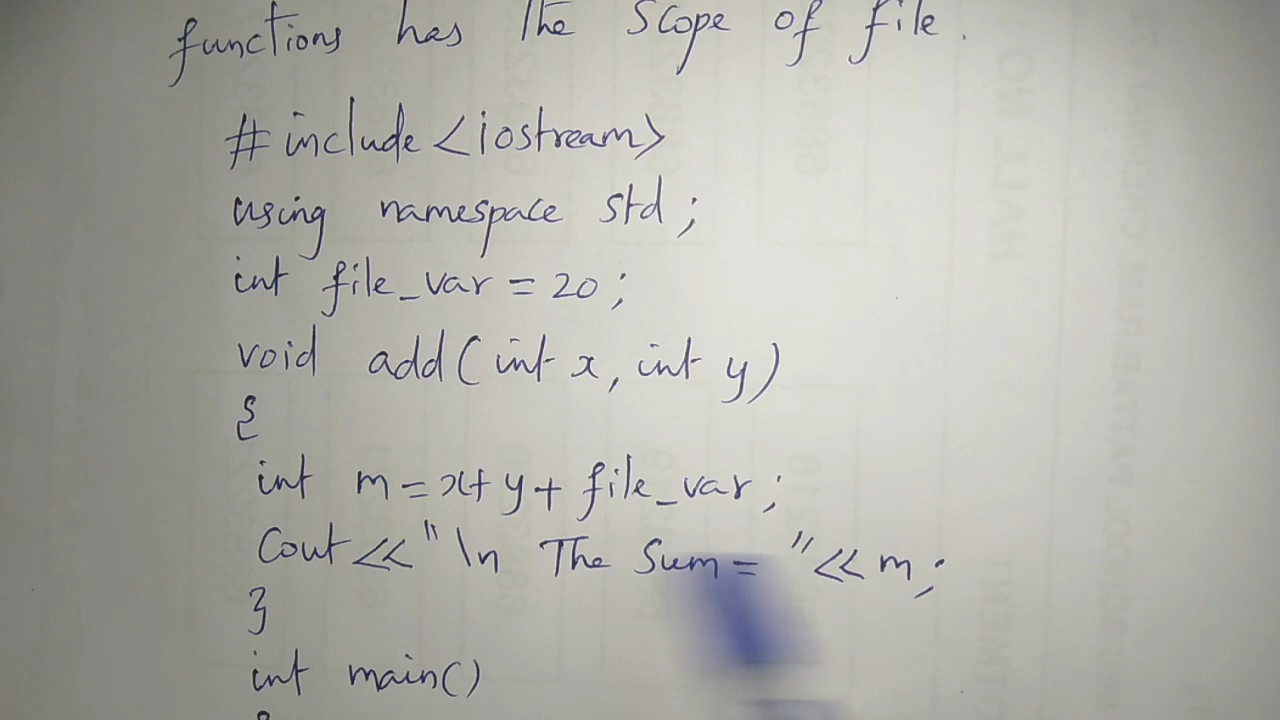 functions has the scope of file.
#include <iostream>
using namespace std;
int file_var = 20;
void add(int x, int y)
{
int m = x+y+ file_var;
Cout << "\n The Sum = " << m;
}
int main()
{